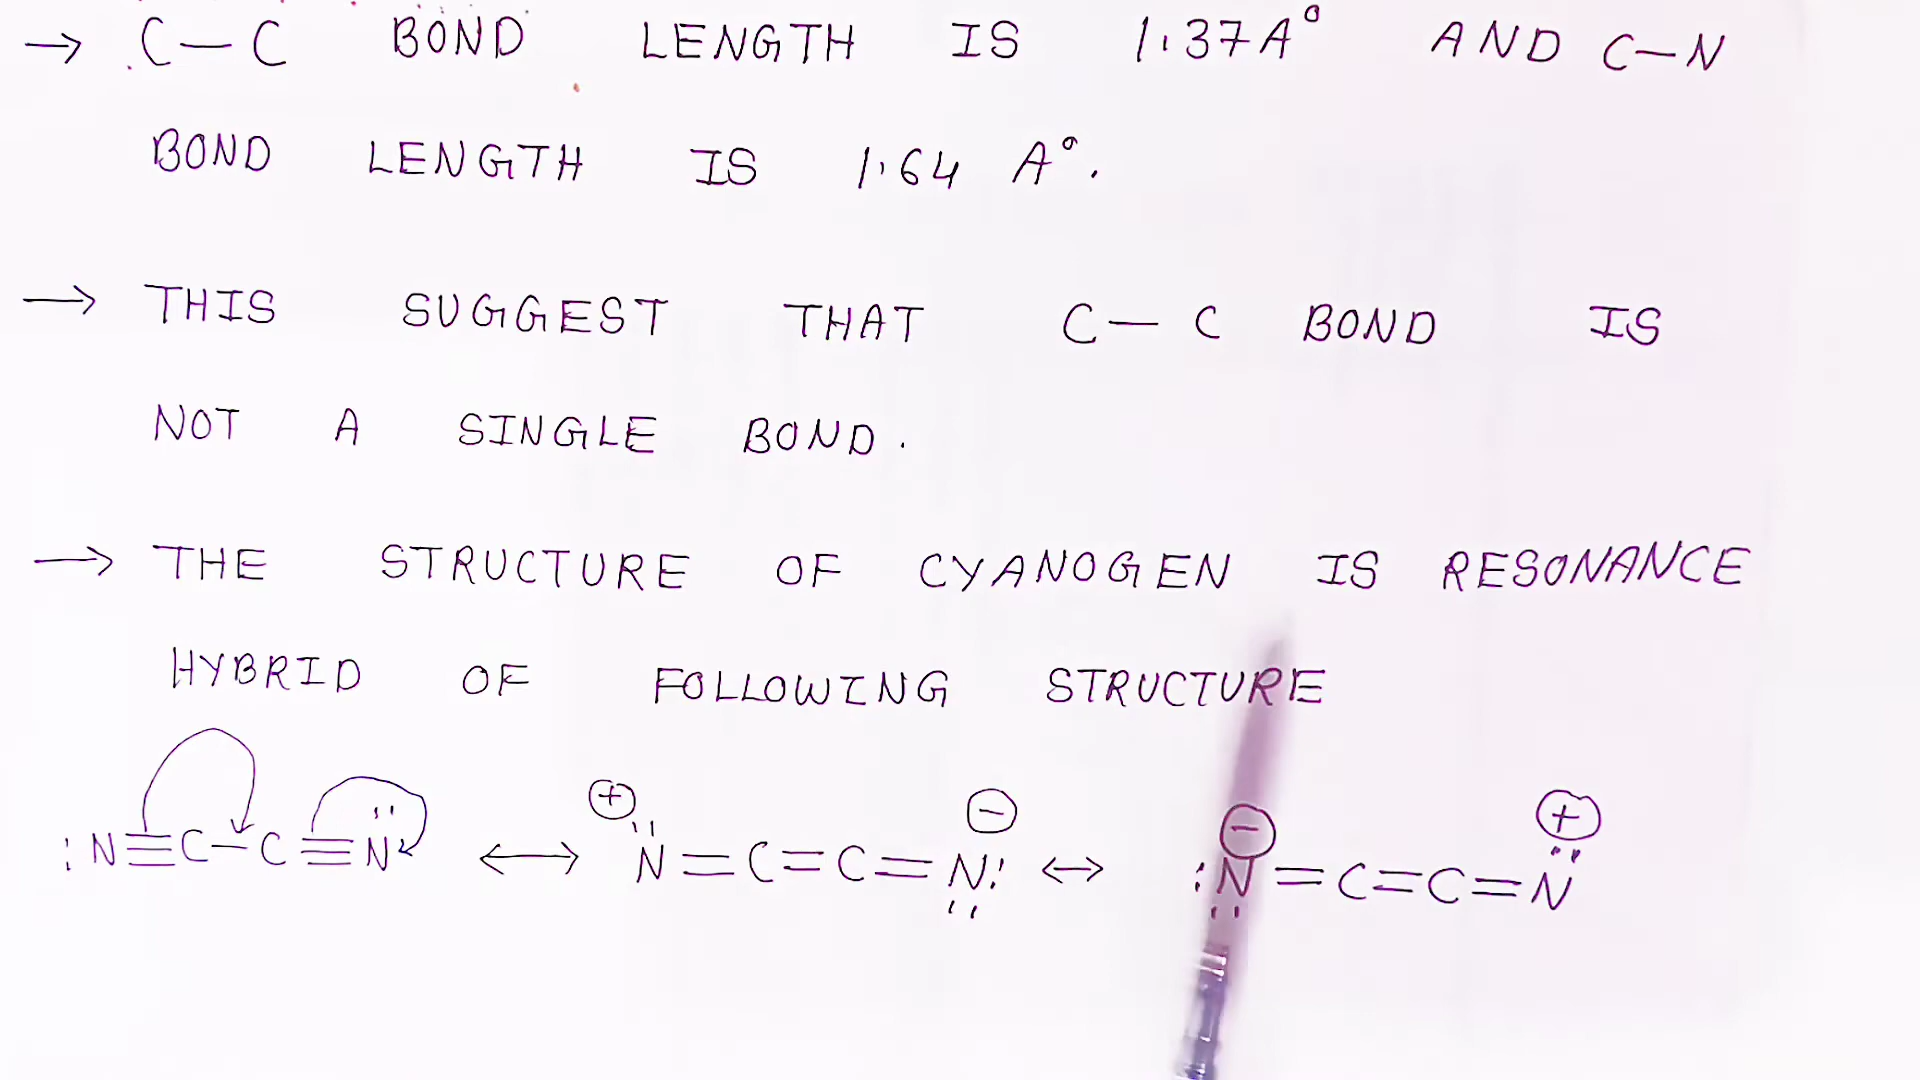 → C—C BOND LENGTH IS 1.37A° AND C—N
BOND LENGTH IS 1.64 A°.
→ THIS SUGGEST THAT C—C BOND IS
NOT A SINGLE BOND.
→ THE STRUCTURE OF CYANOGEN IS RESONANCE
HYBRID OF FOLLOWING STRUCTURE
:N≡C—C≡N̈ ↔ ⊕N̈=C=C=N̤:⊖ ↔ :N̤⊖=C=C=N̈⊕